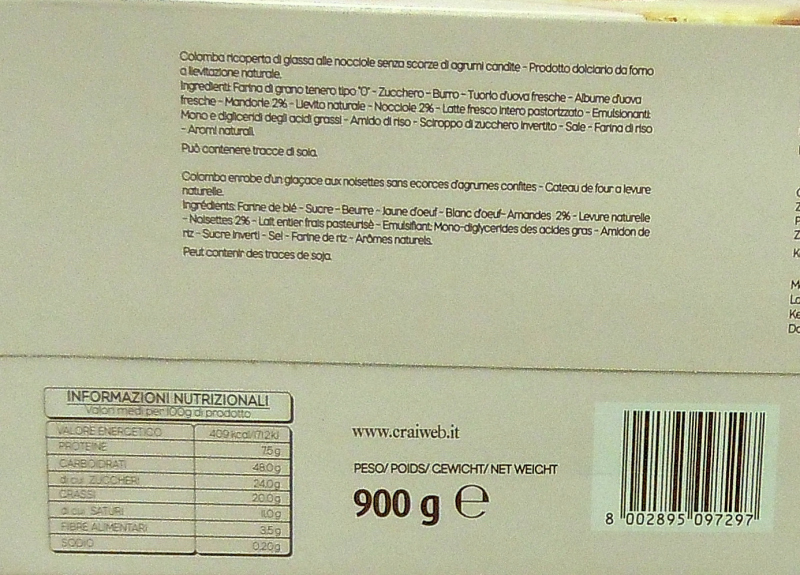 Colomba ricoperta di glassa alle nocciole senza scorze di agrumi candite - Prodotto dolciario da forno
a lievitazione naturale.
Ingredienti: Farina di grano tenero tipo "0" - Zucchero - Burro - Tuorlo d'uova fresche - Albume d'uova
fresche - Mandorle 2% - Lievito naturale - Nocciole 2% - Latte fresco intero pastorizzato - Emulsionanti:
Mono e digliceridi degli acidi grassi - Amido di riso - Sciroppo di zucchero invertito - Sale - Farina di riso
- Aromi naturali.
Può contenere tracce di soia.
Colomba enrobe d'un glaçace aux noisettes sans ecorces d'agrumes confites - Gateau de four a levure
naturelle.
Ingrédients: Farine de blé - Sucre - Beurre - Jaune d'oeuf - Blanc d'oeuf - Amandes 2% - Levure naturelle
- Noisettes 2% - Lait entier frais pasteurisè - Emulsifiant: Mono-diglycerides des acides gras - Amidon de
riz - Sucre inverti - Sel - Farine de riz - Arômes naturels.
Peut contenir des traces de soja.
INFORMAZIONI NUTRIZIONALI
Valori medi per 100g di prodotto
VALORE ENERGETICO 409 kcal/1712kJ
PROTEINE 7.5g
CARBOIDRATI 48.0g
di cui ZUCCHERI 24.0g
GRASSI 20.0g
di cui SATURI 11.0g
FIBRE ALIMENTARI 3.5g
SODIO 0.20g
www.craiweb.it
PESO/ POIDS/ GEWICHT/ NET WEIGHT
900 g e
8 002895 097297